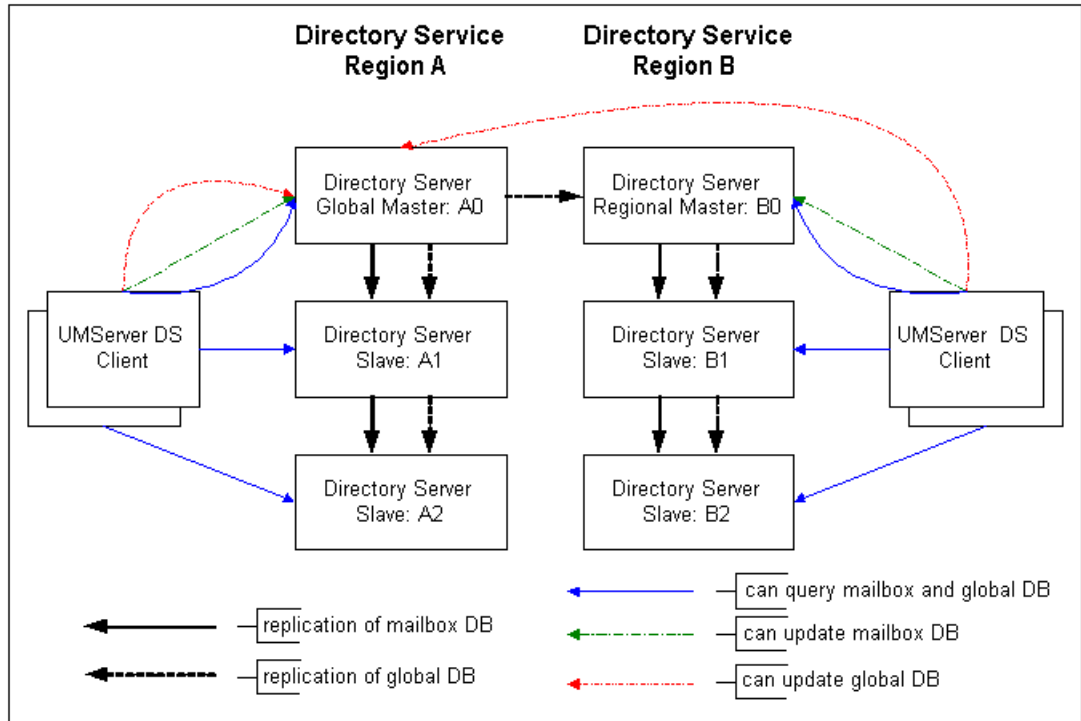 Directory Service
Region A
Directory Service
Region B
Directory Server
Global Master: A0
Directory Server
Regional Master: B0
UMServer DS
Client
Directory Server
Slave: A1
Directory Server
Slave: B1
UMServer DS
Client
Directory Server
Slave: A2
Directory Server
Slave: B2
replication of mailbox DB
replication of global DB
can query mailbox and global DB
can update mailbox DB
can update global DB